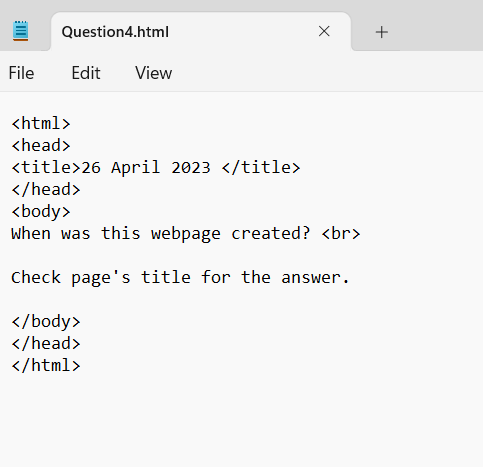 Question4.html
File Edit View
<html>
<head>
<title>26 April 2023 </title>
</head>
<body>
When was this webpage created? <br>
Check page's title for the answer.
</body>
</head>
</html>